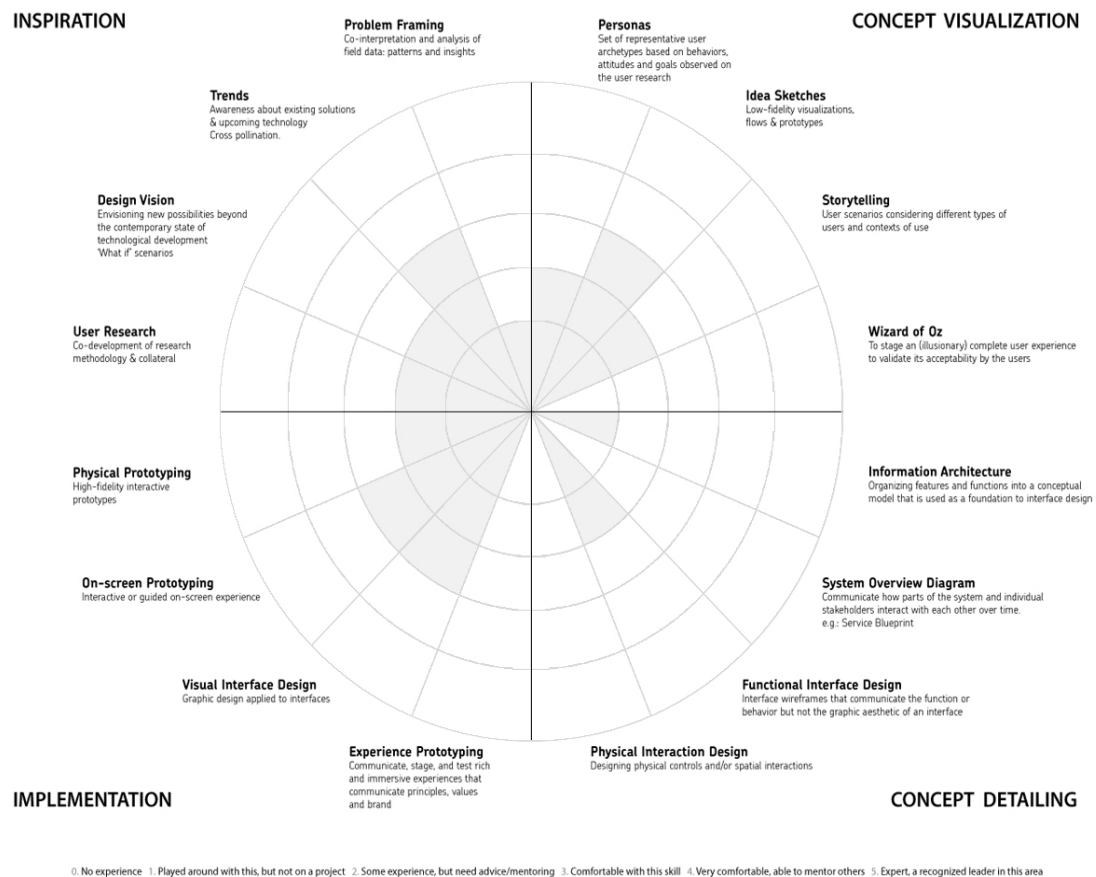 INSPIRATION
CONCEPT VISUALIZATION
Problem Framing
Co-interpretation and analysis of
field data: patterns and insights
Personas
Set of representative user
archetypes based on behaviors,
attitudes and goals observed on
the user research
Trends
Awareness about existing solutions
& upcoming technology
Cross pollination.
Idea Sketches
Low-fidelity visualizations,
flows & prototypes
Design Vision
Envisioning new possibilities beyond
the contemporary state of
technological development
'What if' scenarios
Storytelling
User scenarios considering different types of
users and contexts of use
User Research
Co-development of research
methodology & collateral
Wizard of Oz
To stage an (illusionary) complete user experience
to validate its acceptability by the users
Physical Prototyping
High-fidelity interactive
prototypes
Information Architecture
Organizing features and functions into a conceptual
model that is used as a foundation to interface design
On-screen Prototyping
Interactive or guided on-screen experience
System Overview Diagram
Communicate how parts of the system and individual
stakeholders interact with each other over time.
e.g.: Service Blueprint
Visual Interface Design
Graphic design applied to interfaces
Functional Interface Design
Interface wireframes that communicate the function or
behavior but not the graphic aesthetic of an interface
Experience Prototyping
Communicate, stage, and test rich
and immersive experiences that
communicate principles, values
and brand
Physical Interaction Design
Designing physical controls and/or spatial interactions
IMPLEMENTATION
CONCEPT DETAILING
0. No experience 1. Played around with this, but not on a project 2. Some experience, but need advice/mentoring 3. Comfortable with this skill 4. Very comfortable, able to mentor others 5. Expert, a recognized leader in this area